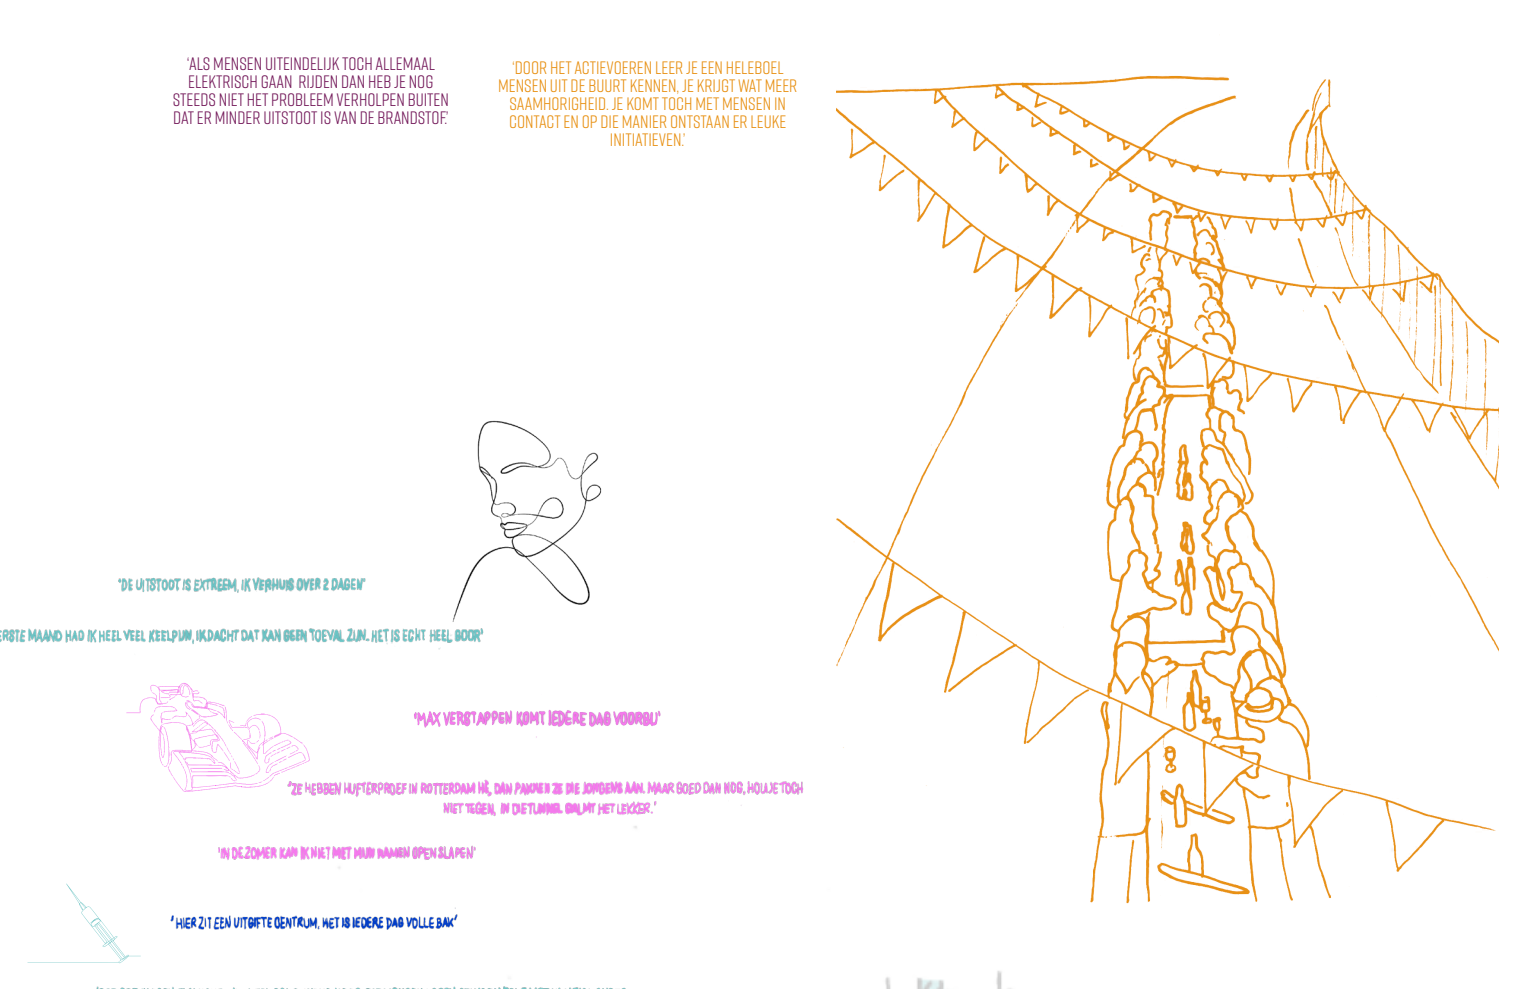 ‘ALS MENSEN UITEINDELIJK TOCH ALLEMAAL
ELEKTRISCH GAAN RIJDEN DAN HEB JE NOG
STEEDS NIET HET PROBLEEM VERHOLPEN BUITEN
DAT ER MINDER UITSTOOT IS VAN DE BRANDSTOF.’
‘DOOR HET ACTIEVOEREN LEER JE EEN HELEBOEL
MENSEN UIT DE BUURT KENNEN, JE KRIJGT WAT MEER
SAAMHORIGHEID. JE KOMT TOCH MET MENSEN IN
CONTACT EN OP DIE MANIER ONTSTAAN ER LEUKE
INITIATIEVEN.’
‘DE UITSTOOT IS EXTREEM, IK VERHUIS OVER 2 DAGEN’
MAAND HAD IK HEEL VEEL KEELPIJN, IK DACHT DAT KAN GEEN TOEVAL ZIJN. HET IS ECHT HEEL GOOR’
‘MAX VERSTAPPEN KOMT IEDERE DAG VOORBIJ’
‘ZE HEBBEN HUFTERPROEF IN ROTTERDAM HÈ, DAN PAKKEN ZE DIE JONGENS AAN. MAAR GOED DAN NOG, HOU JE TOCH
NIET TEGEN, IN DIE TUNNEL GALMT HET LEKKER.’
‘IN DE ZOMER KAN IK NIET MET MIJN RAMEN OPEN SLAPEN’
‘HIER ZIT EEN UITGIFTE CENTRUM, HET IS IEDERE DAG VOLLE BAK’